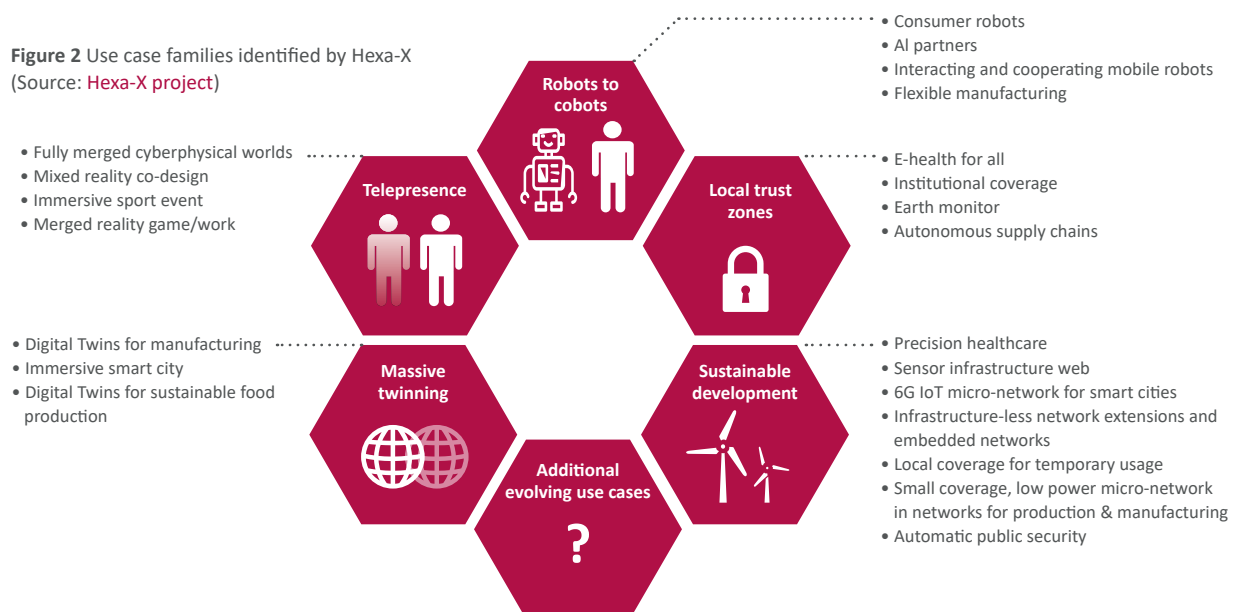 Figure 2 Use case families identified by Hexa-X
(Source: Hexa-X project)
Robots to
cobots
• Consumer robots
• AI partners
• Interacting and cooperating mobile robots
• Flexible manufacturing
• Fully merged cyberphysical worlds
• Mixed reality co-design
• Immersive sport event
• Merged reality game/work
Telepresence
Local trust
zones
• E-health for all
• Institutional coverage
• Earth monitor
• Autonomous supply chains
• Digital Twins for manufacturing
• Immersive smart city
• Digital Twins for sustainable food
production
Massive
twinning
Sustainable
development
• Precision healthcare
• Sensor infrastructure web
• 6G IoT micro-network for smart cities
• Infrastructure-less network extensions and
embedded networks
• Local coverage for temporary usage
• Small coverage, low power micro-network
in networks for production & manufacturing
• Automatic public security
Additional
evolving use cases
?